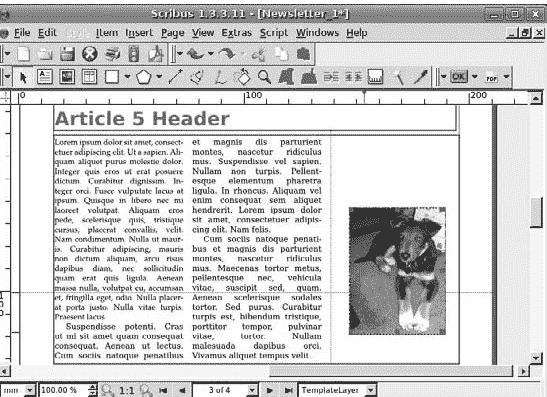 Scribus 1.3.3.11 - [Newsletter_1*]
File Edit Style Item Insert Page View Extras Script Windows Help
OK PDF
0 100 200
Article 5 Header
Lorem ipsum dolor sit amet, consect-
etuer adipiscing elit. Ut a sapien. Ali-
quam aliquet purus molestie dolor.
Integer quis eros ut erat posuere
dictum. Curabitur dignissim. In-
teger orci. Fusce vulputate lacus at
ipsum. Quisque in libero nec mi
laoreet volutpat. Aliquam eros
pede, scelerisque quis, tristique
cursus, placerat convallis, velit.
Nam condimentum. Nulla ut maur-
is. Curabitur adipiscing, mauris
non dictum aliquam, arcu risus
dapibus diam, nec sollicitudin
quam erat quis ligula. Aenean
massa nulla, volutpat eu, accumsan
et, fringilla eget, odio. Nulla placer-
at porta justo. Nulla vitae turpis.
Praesent lacus.
Suspendisse potenti. Cras
ut mi sit amet quam consequat
consequat. Aenean ut lectus.
Cum sociis natoque penatibus
et magnis dis parturient
montes, nascetur ridiculus
mus. Suspendisse vel sapien.
Nullam non turpis. Pellent-
esque elementum pharetra
ligula. In rhoncus. Aliquam vel
enim consequat sem aliquet
hendrerit. Lorem ipsum dolor
sit amet, consectetuer adipis-
cing elit. Nam felis.
Cum sociis natoque penati-
bus et magnis dis parturient
montes, nascetur ridiculus
mus. Maecenas tortor metus,
pellentesque nec, vehicula
vitae, suscipit sed, quam.
Aenean scelerisque sodales
tortor. Sed purus. Curabitur
turpis est, bibendum tristique,
porttitor tempor, pulvinar
vitae, tortor. Nullam
malesuada dapibus orci.
Vivamus aliquet tempus velit.
mm 100.00 % 1:1 3 of 4 TemplateLayer